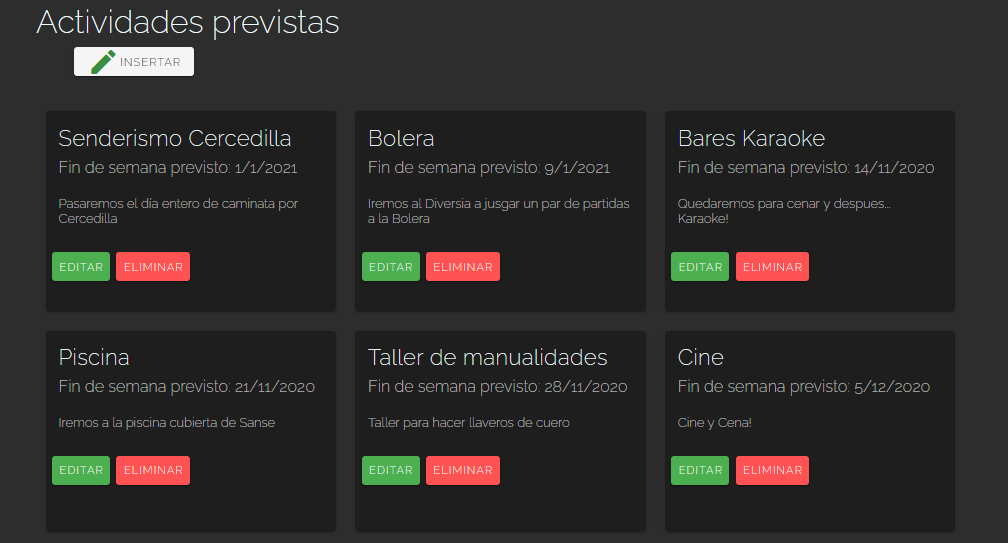 Actividades previstas
INSERTAR
Senderismo Cercedilla
Fin de semana previsto: 1/1/2021
Pasaremos el día entero de caminata por
Cercedilla
EDITAR ELIMINAR
Bolera
Fin de semana previsto: 9/1/2021
Iremos al Diversia a jusgar un par de partidas
a la Bolera
EDITAR ELIMINAR
Bares Karaoke
Fin de semana previsto: 14/11/2020
Quedaremos para cenar y despues...
Karaoke!
EDITAR ELIMINAR
Piscina
Fin de semana previsto: 21/11/2020
Iremos a la piscina cubierta de Sanse
EDITAR ELIMINAR
Taller de manualidades
Fin de semana previsto: 28/11/2020
Taller para hacer llaveros de cuero
EDITAR ELIMINAR
Cine
Fin de semana previsto: 5/12/2020
Cine y Cena!
EDITAR ELIMINAR